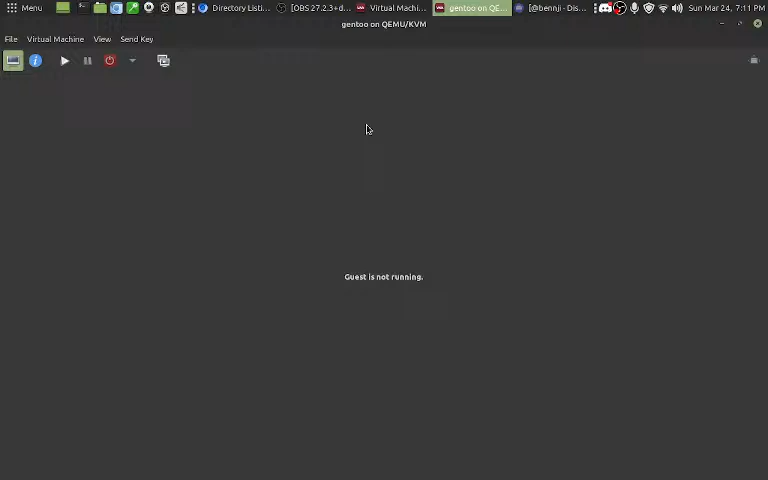 Menu Directory Listi... [OBS 27.2.3+d... Virtual Machi... gentoo on QE... [@bennji - Dis... Sun Mar 24, 7:11 PM
gentoo on QEMU/KVM
File Virtual Machine View Send Key
Guest is not running.